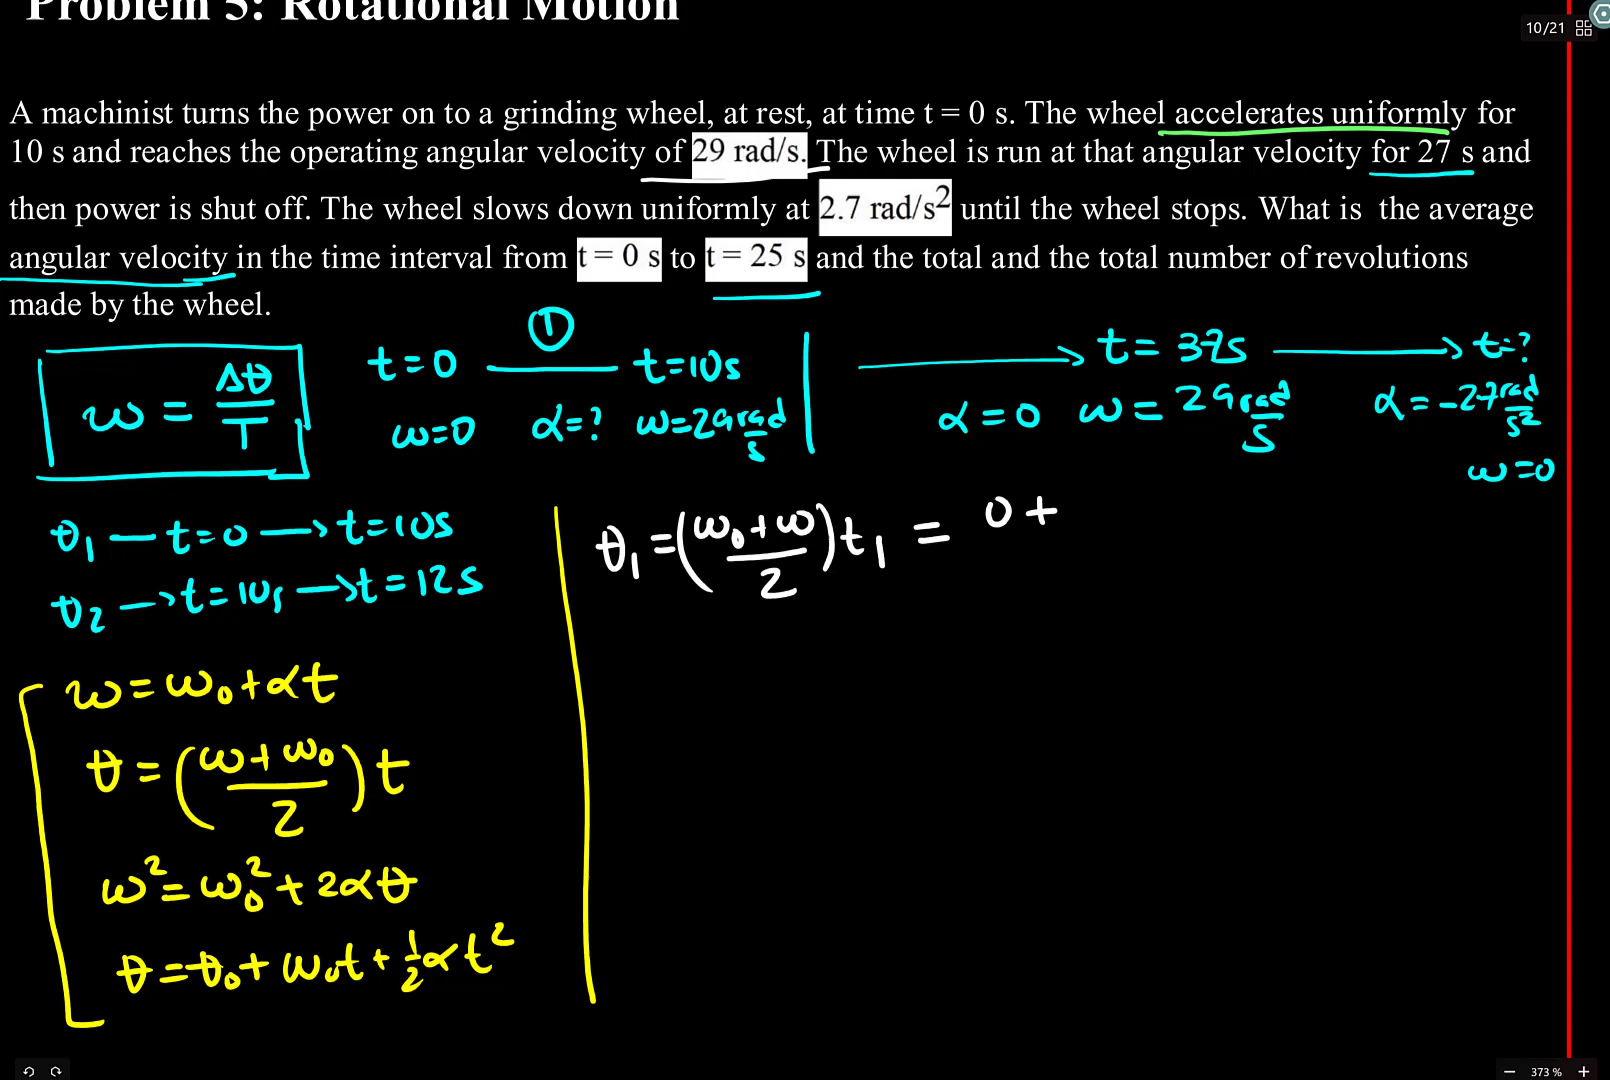 Problem 5: Rotational Motion
10/21
A machinist turns the power on to a grinding wheel, at rest, at time t = 0 s. The wheel accelerates uniformly for
10 s and reaches the operating angular velocity of 29 rad/s. The wheel is run at that angular velocity for 27 s and
then power is shut off. The wheel slows down uniformly at 2.7 rad/s² until the wheel stops. What is the average
angular velocity in the time interval from t = 0 s to t = 25 s and the total and the total number of revolutions
made by the wheel.
ω = Δθ/T
t=0 ① t=10s
ω=0 α=? ω=29 rad/s
t= 37s t=?
α=0 ω=29 rad/s α=-27 rad/s²
ω=0
θ₁ — t=0 → t=10s
θ₂ → t=10s → t=12s
θ₁ = ((ω₀+ω)/2)t₁ = 0+
ω=ω₀+αt
θ = ((ω+ω₀)/2)t
ω²=ω₀²+2αθ
θ=θ₀+ω₀t+½αt²
373 %